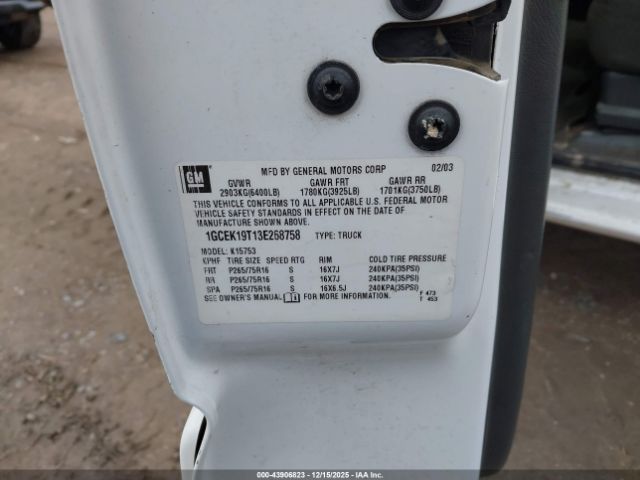 GM
MFD BY GENERAL MOTORS CORP 02/03
GVWR GAWR FRT GAWR RR
2903KG(6400LB) 1780KG(3925LB) 1701KG(3750LB)
THIS VEHICLE CONFORMS TO ALL APPLICABLE U.S. FEDERAL MOTOR
VEHICLE SAFETY STANDARDS IN EFFECT ON THE DATE OF
MANUFACTURE SHOWN ABOVE.
1GCEK19T13E268758 TYPE: TRUCK
MODEL: K15753
KPHF TIRE SIZE SPEED RTG RIM COLD TIRE PRESSURE
FRT P265/75R16 S 16X7J 240KPA(35PSI)
RR P265/75R16 S 16X7J 240KPA(35PSI)
SPA P265/75R16 S 16X6.5J 240KPA(35PSI)
SEE OWNER'S MANUAL FOR MORE INFORMATION.
F 473
T 453
000-43906823 - 12/15/2025 - COPYRIGHT IAA, LLC.